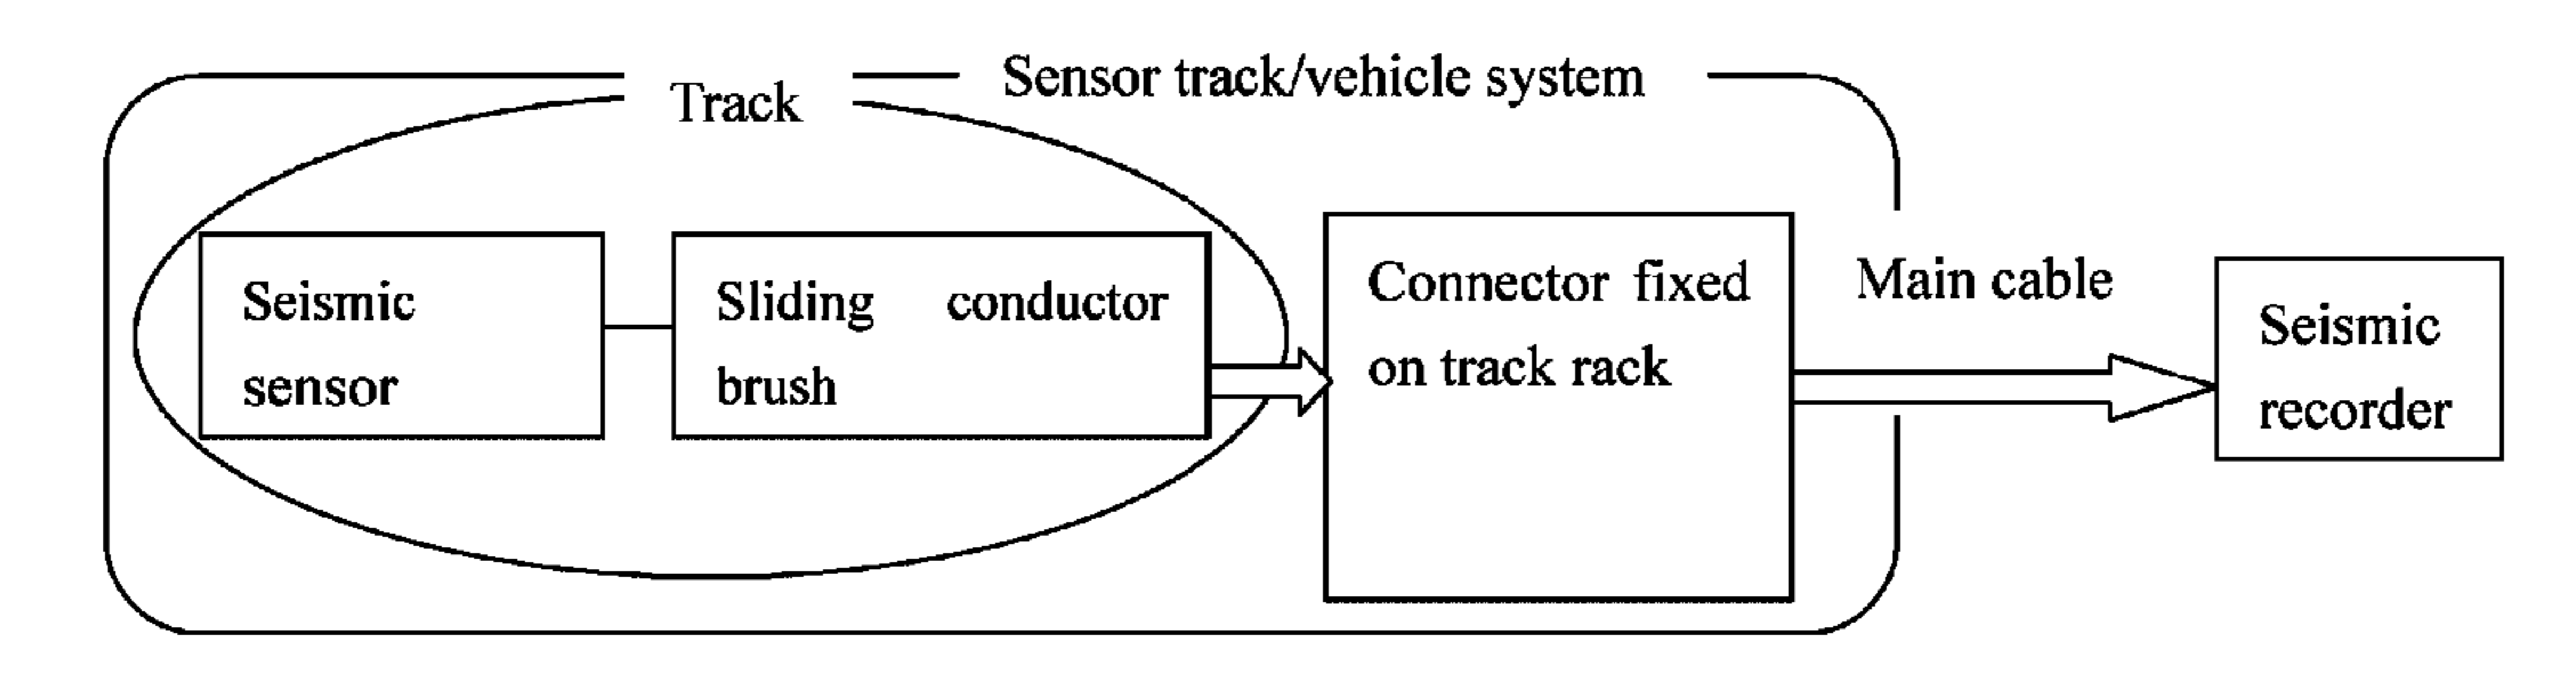 Sensor track/vehicle system
Track
Seismic
sensor
Sliding conductor
brush
Connector fixed
on track rack
Main cable
Seismic
recorder